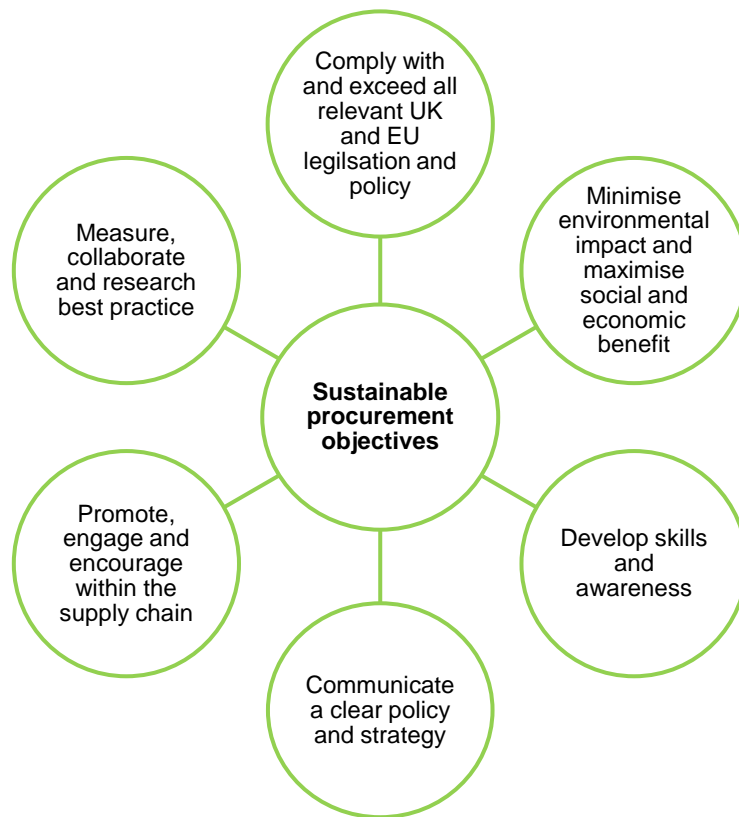 Comply with
and exceed all
relevant UK
and EU
legilsation and
policy
Minimise
environmental
impact and
maximise
social and
economic
benefit
Develop skills
and
awareness
Communicate
a clear policy
and strategy
Promote,
engage and
encourage
within the
supply chain
Measure,
collaborate
and research
best practice
Sustainable
procurement
objectives